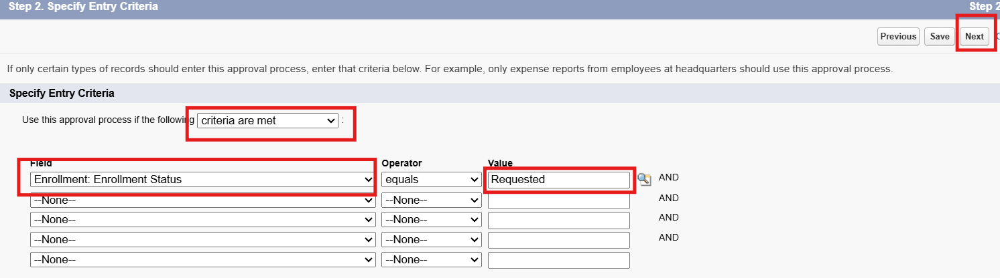 Step 2. Specify Entry Criteria Step 2
Previous Save Next
If only certain types of records should enter this approval process, enter that criteria below. For example, only expense reports from employees at headquarters should use this approval process.
Specify Entry Criteria
Use this approval process if the following criteria are met :
Field Operator Value
Enrollment: Enrollment Status equals Requested AND
--None-- --None-- AND
--None-- --None-- AND
--None-- --None-- AND
--None-- --None--